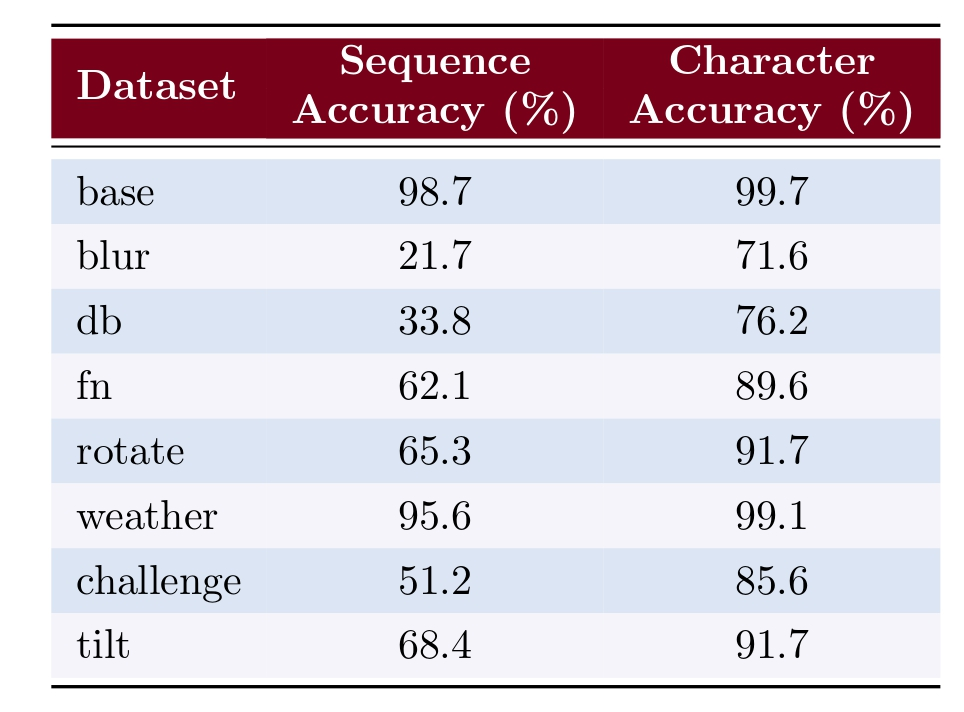 Dataset Sequence Accuracy (%) Character Accuracy (%)
base 98.7 99.7
blur 21.7 71.6
db 33.8 76.2
fn 62.1 89.6
rotate 65.3 91.7
weather 95.6 99.1
challenge 51.2 85.6
tilt 68.4 91.7